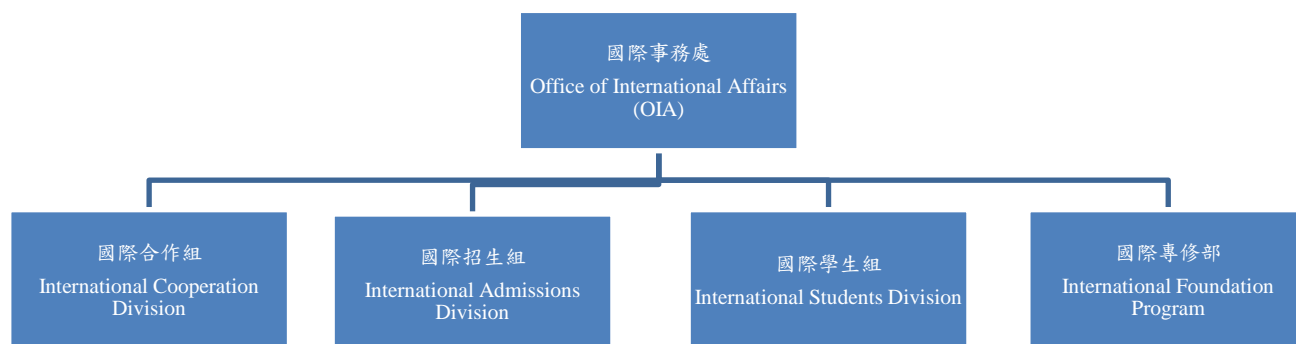 國際事務處
Office of International Affairs
(OIA)
國際合作組
International Cooperation
Division
國際招生組
International Admissions
Division
國際學生組
International Students Division
國際專修部
International Foundation
Program